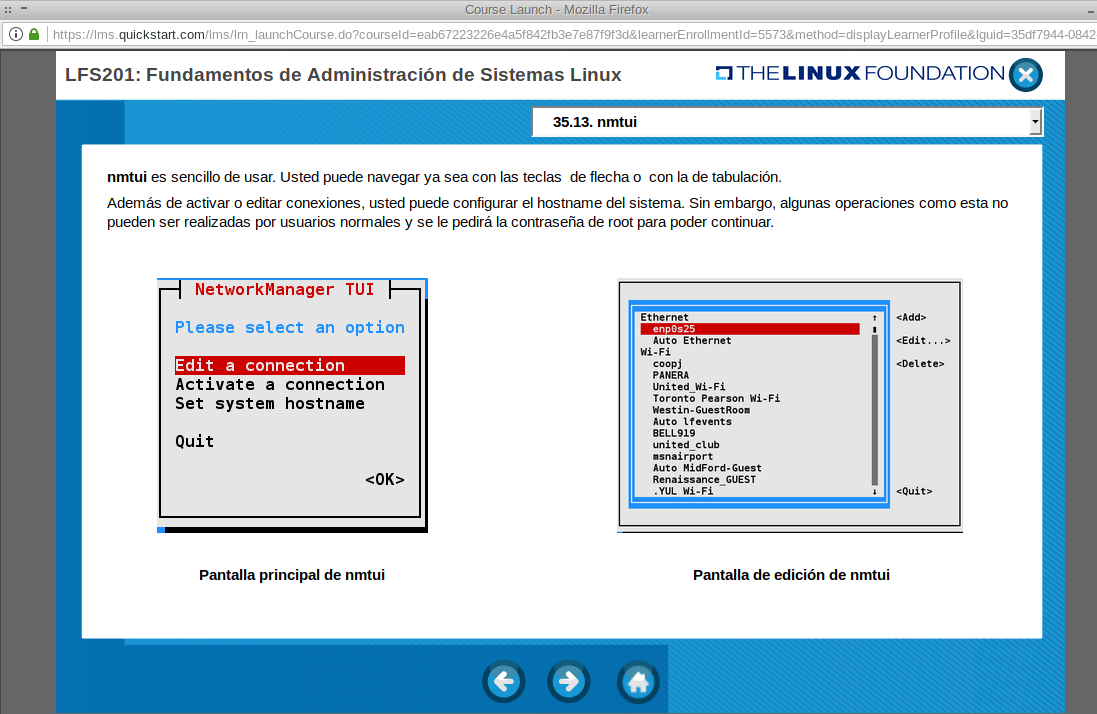 Course Launch - Mozilla Firefox
https://lms.quickstart.com/lms/lrn_launchCourse.do?courseId=eab67223226e4a5f842fb3e7e87f9f3d&learnerEnrollmentId=5573&method=displayLearnerProfile&lguid=35df7944-0842-
LFS201: Fundamentos de Administración de Sistemas Linux
THE LINUX FOUNDATION
35.13. nmtui
nmtui es sencillo de usar. Usted puede navegar ya sea con las teclas de flecha o con la de tabulación.
Además de activar o editar conexiones, usted puede configurar el hostname del sistema. Sin embargo, algunas operaciones como esta no
pueden ser realizadas por usuarios normales y se le pedirá la contraseña de root para poder continuar.
NetworkManager TUI
Please select an option
Edit a connection
Activate a connection
Set system hostname
Quit
<OK>
Pantalla principal de nmtui
Ethernet
enp0s25
Auto Ethernet
Wi-Fi
coopj
PANERA
United_Wi-Fi
Toronto Pearson Wi-Fi
Westin-GuestRoom
Auto lfevents
BELL919
united_club
msnairport
Auto MidFord-Guest
Renaissance_GUEST
.YUL Wi-Fi
<Add>
<Edit...>
<Delete>
<Quit>
Pantalla de edición de nmtui